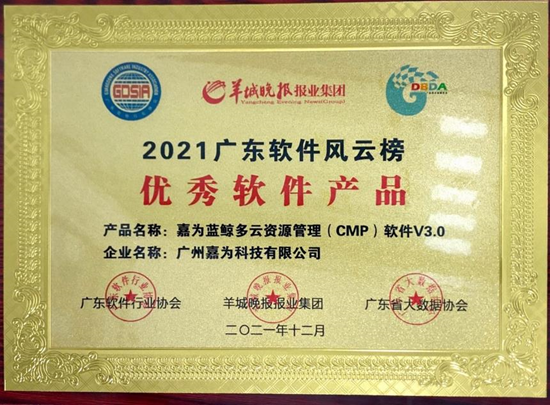 GDSIA
羊城晚报报业集团
Yangcheng Evening News Group
DBDA
2021广东软件风云榜
优秀软件产品
产品名称：嘉为蓝鲸多云资源管理（CMP）软件V3.0
企业名称：广州嘉为科技有限公司
广东软件行业协会 羊城晚报报业集团 广东省大数据协会
二〇二一年十二月